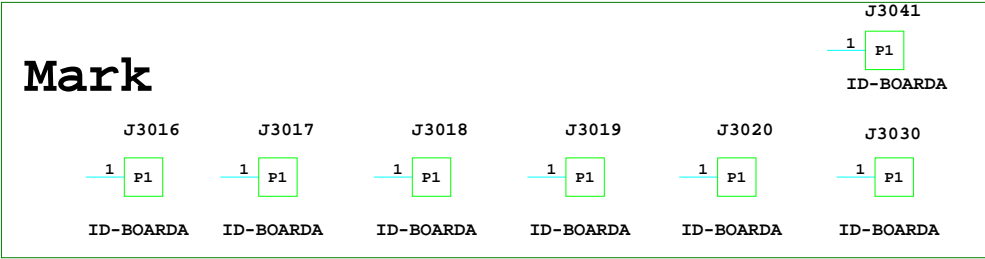 J3041
1 P1
Mark
ID-BOARDA
J3016 J3017 J3018 J3019 J3020 J3030
1 P1 1 P1 1 P1 1 P1 1 P1 1 P1
ID-BOARDA ID-BOARDA ID-BOARDA ID-BOARDA ID-BOARDA ID-BOARDA